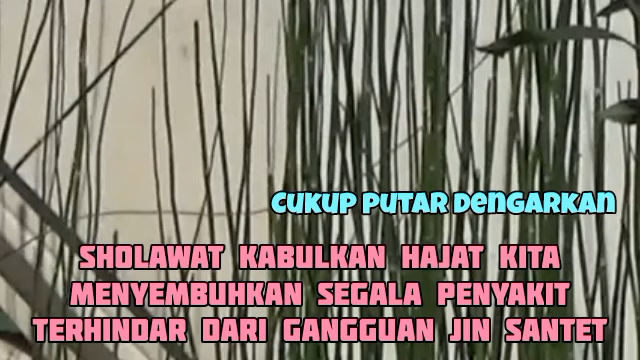 CUKUP PUTAR DENGARKAN
SHOLAWAT KABULKAN HAJAT KITA
MENYEMBUHKAN SEGALA PENYAKIT
TERHINDAR DARI GANGGUAN JIN SANTET